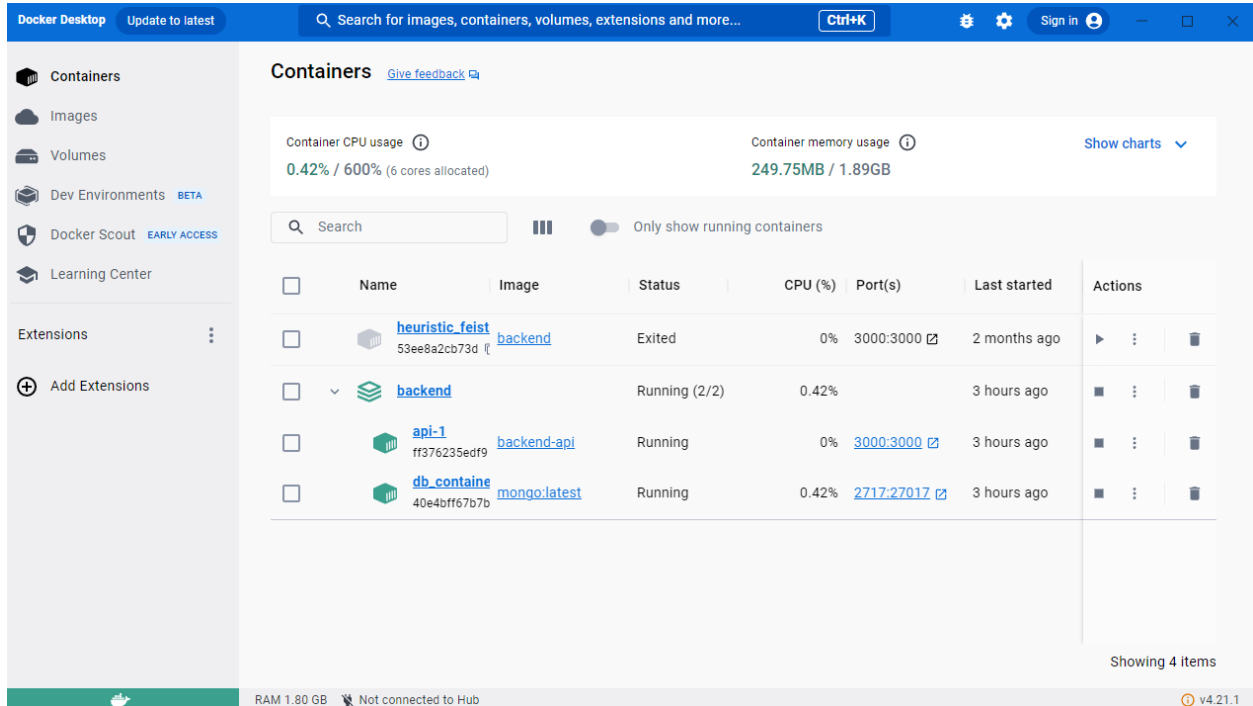 Docker Desktop Update to latest Search for images, containers, volumes, extensions and more... Ctrl+K Sign in
Containers
Images
Volumes
Dev Environments BETA
Docker Scout EARLY ACCESS
Learning Center
Extensions
Add Extensions
Containers Give feedback
Container CPU usage
0.42% / 600% (6 cores allocated)
Container memory usage
249.75MB / 1.89GB
Show charts
Search
Only show running containers
Name Image Status CPU (%) Port(s) Last started Actions
heuristic_feist backend Exited 0% 3000:3000 2 months ago
53ee8a2cb73d
backend Running (2/2) 0.42% 3 hours ago
api-1 backend-api Running 0% 3000:3000 3 hours ago
ff376235edf9
db_containe mongo:latest Running 0.42% 2717:27017 3 hours ago
40e4bff67b7b
Showing 4 items
RAM 1.80 GB Not connected to Hub v4.21.1